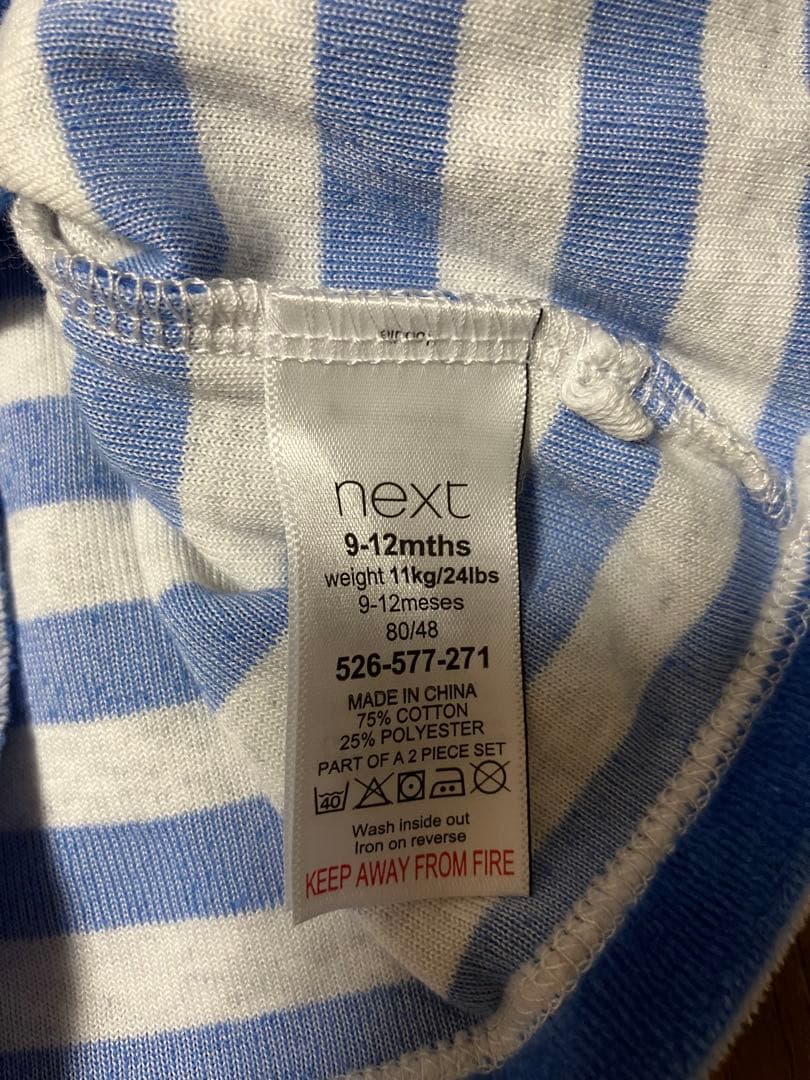 next
9-12mths
weight 11kg/24lbs
9-12meses
80/48
526-577-271
MADE IN CHINA
75% COTTON
25% POLYESTER
PART OF A 2 PIECE SET
40
Wash inside out
Iron on reverse
KEEP AWAY FROM FIRE